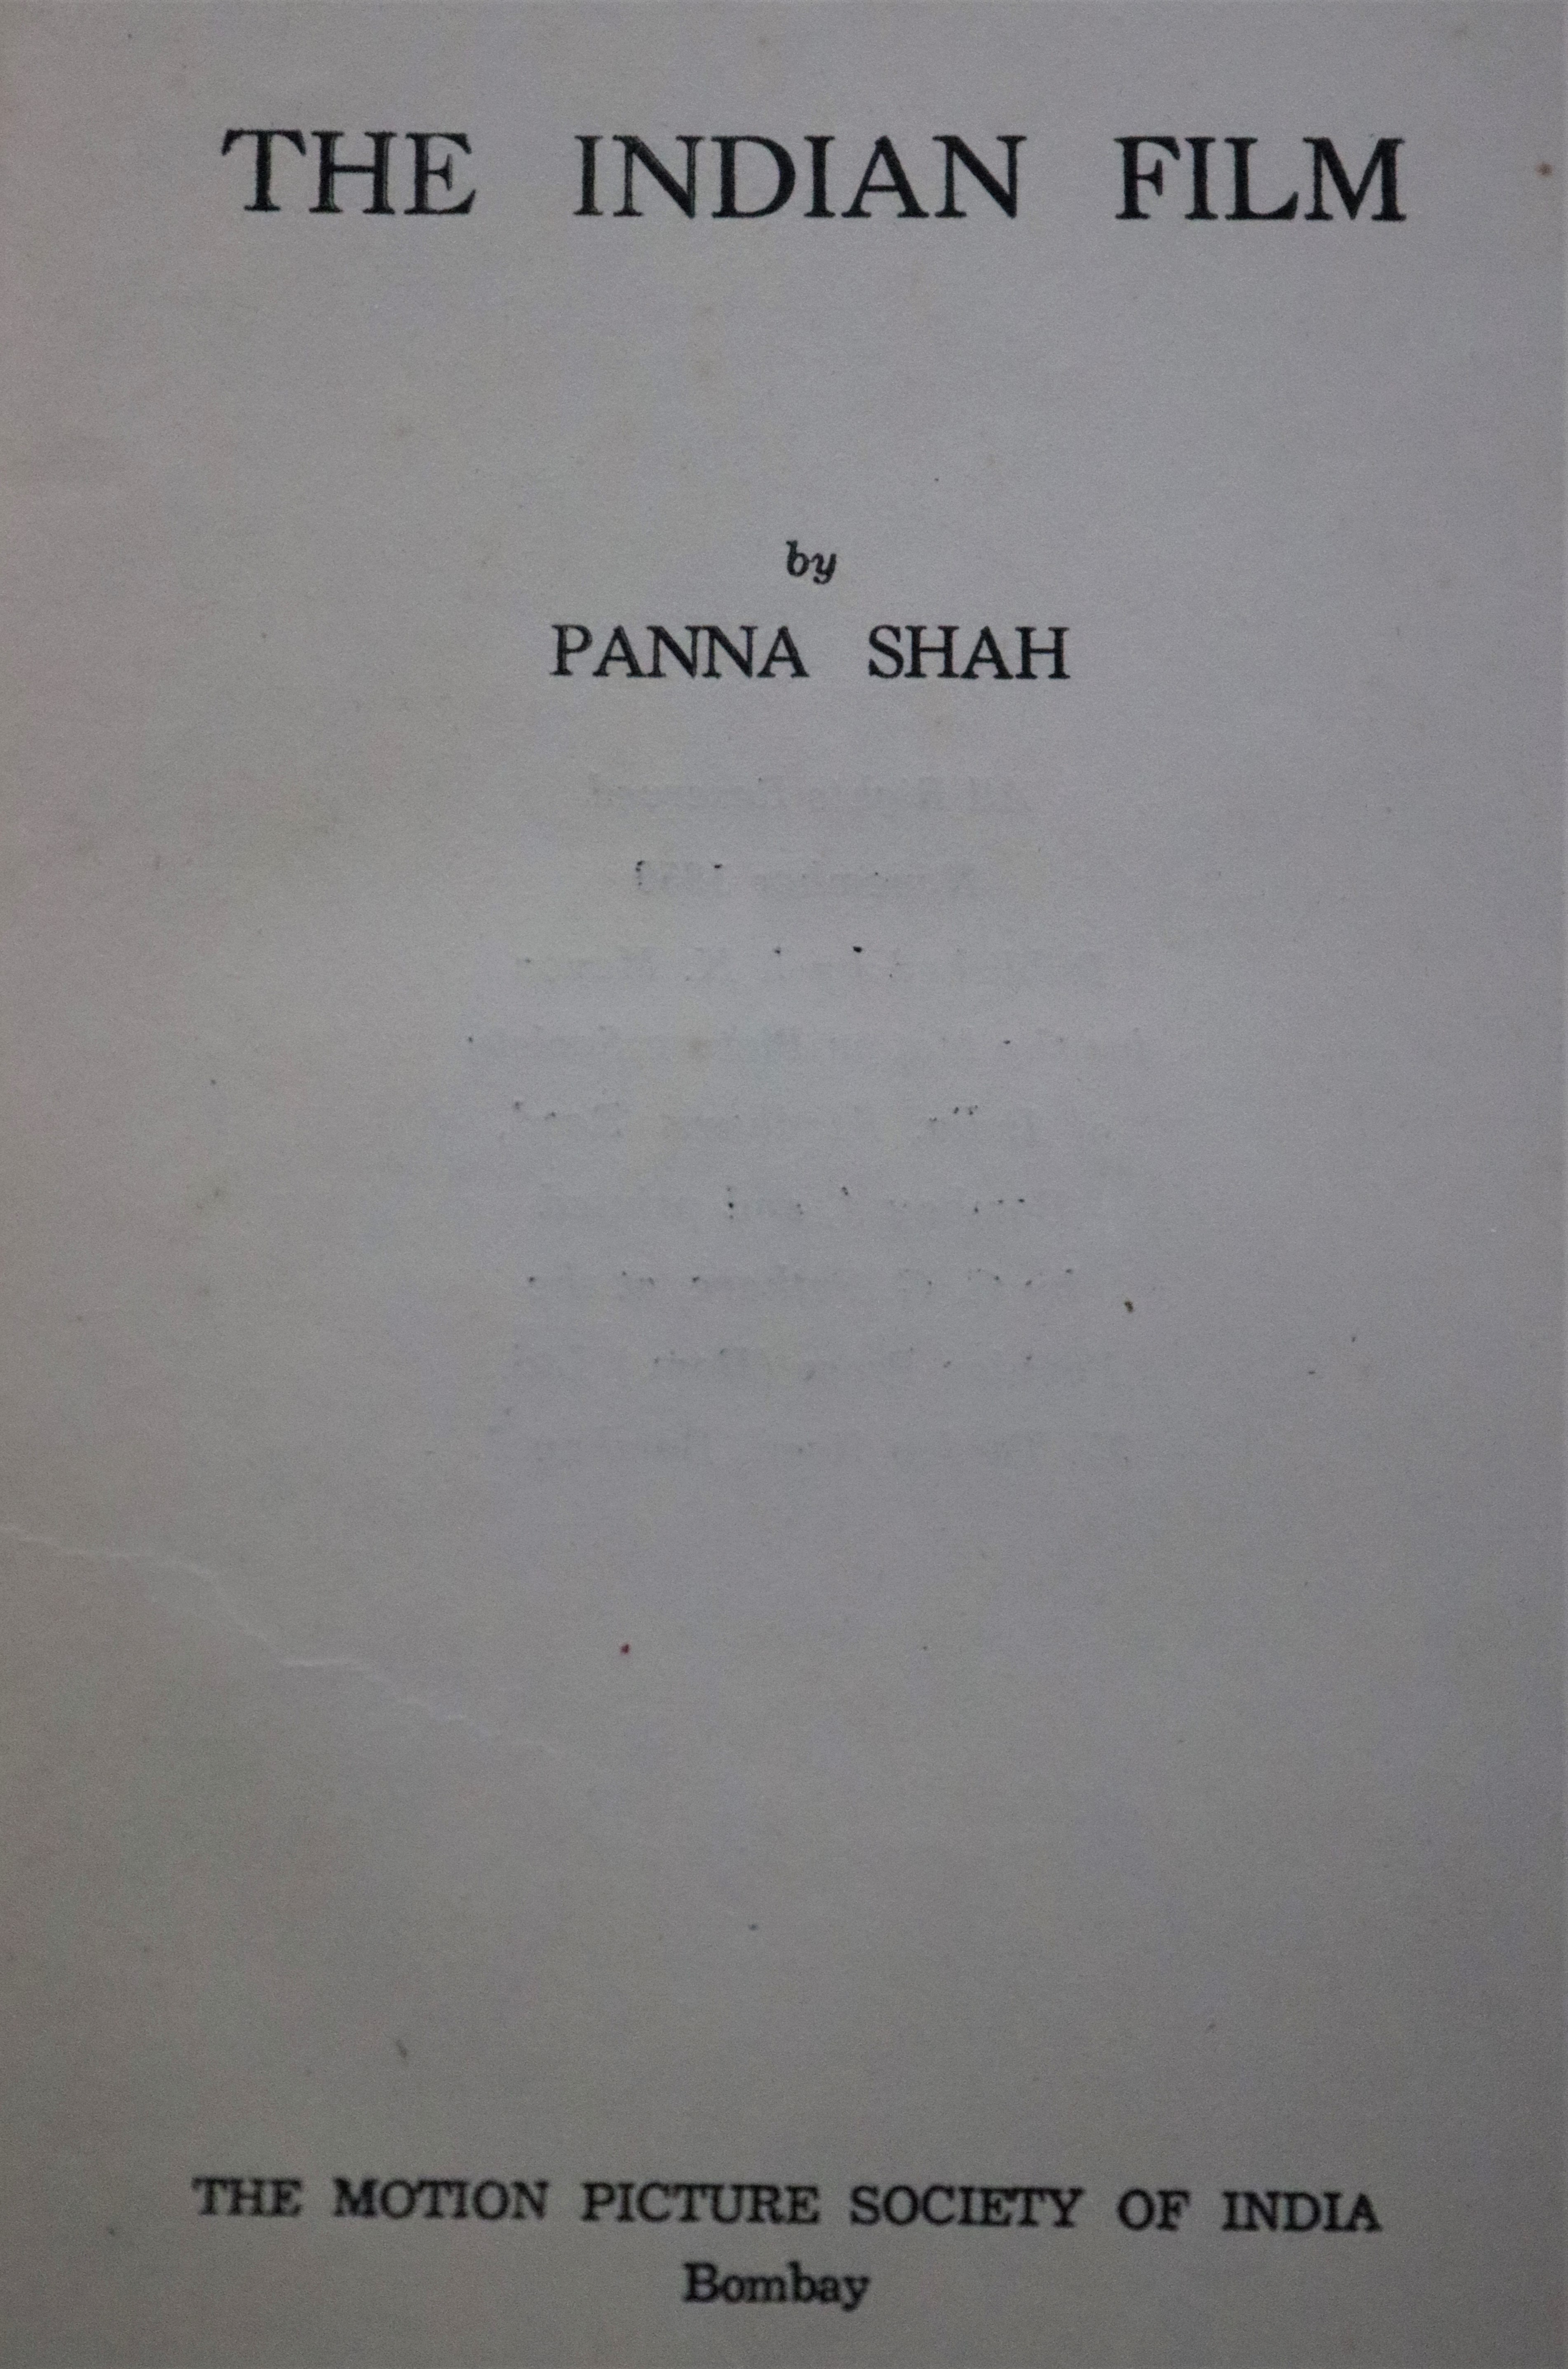 THE INDIAN FILM
by
PANNA SHAH
THE MOTION PICTURE SOCIETY OF INDIA
Bombay